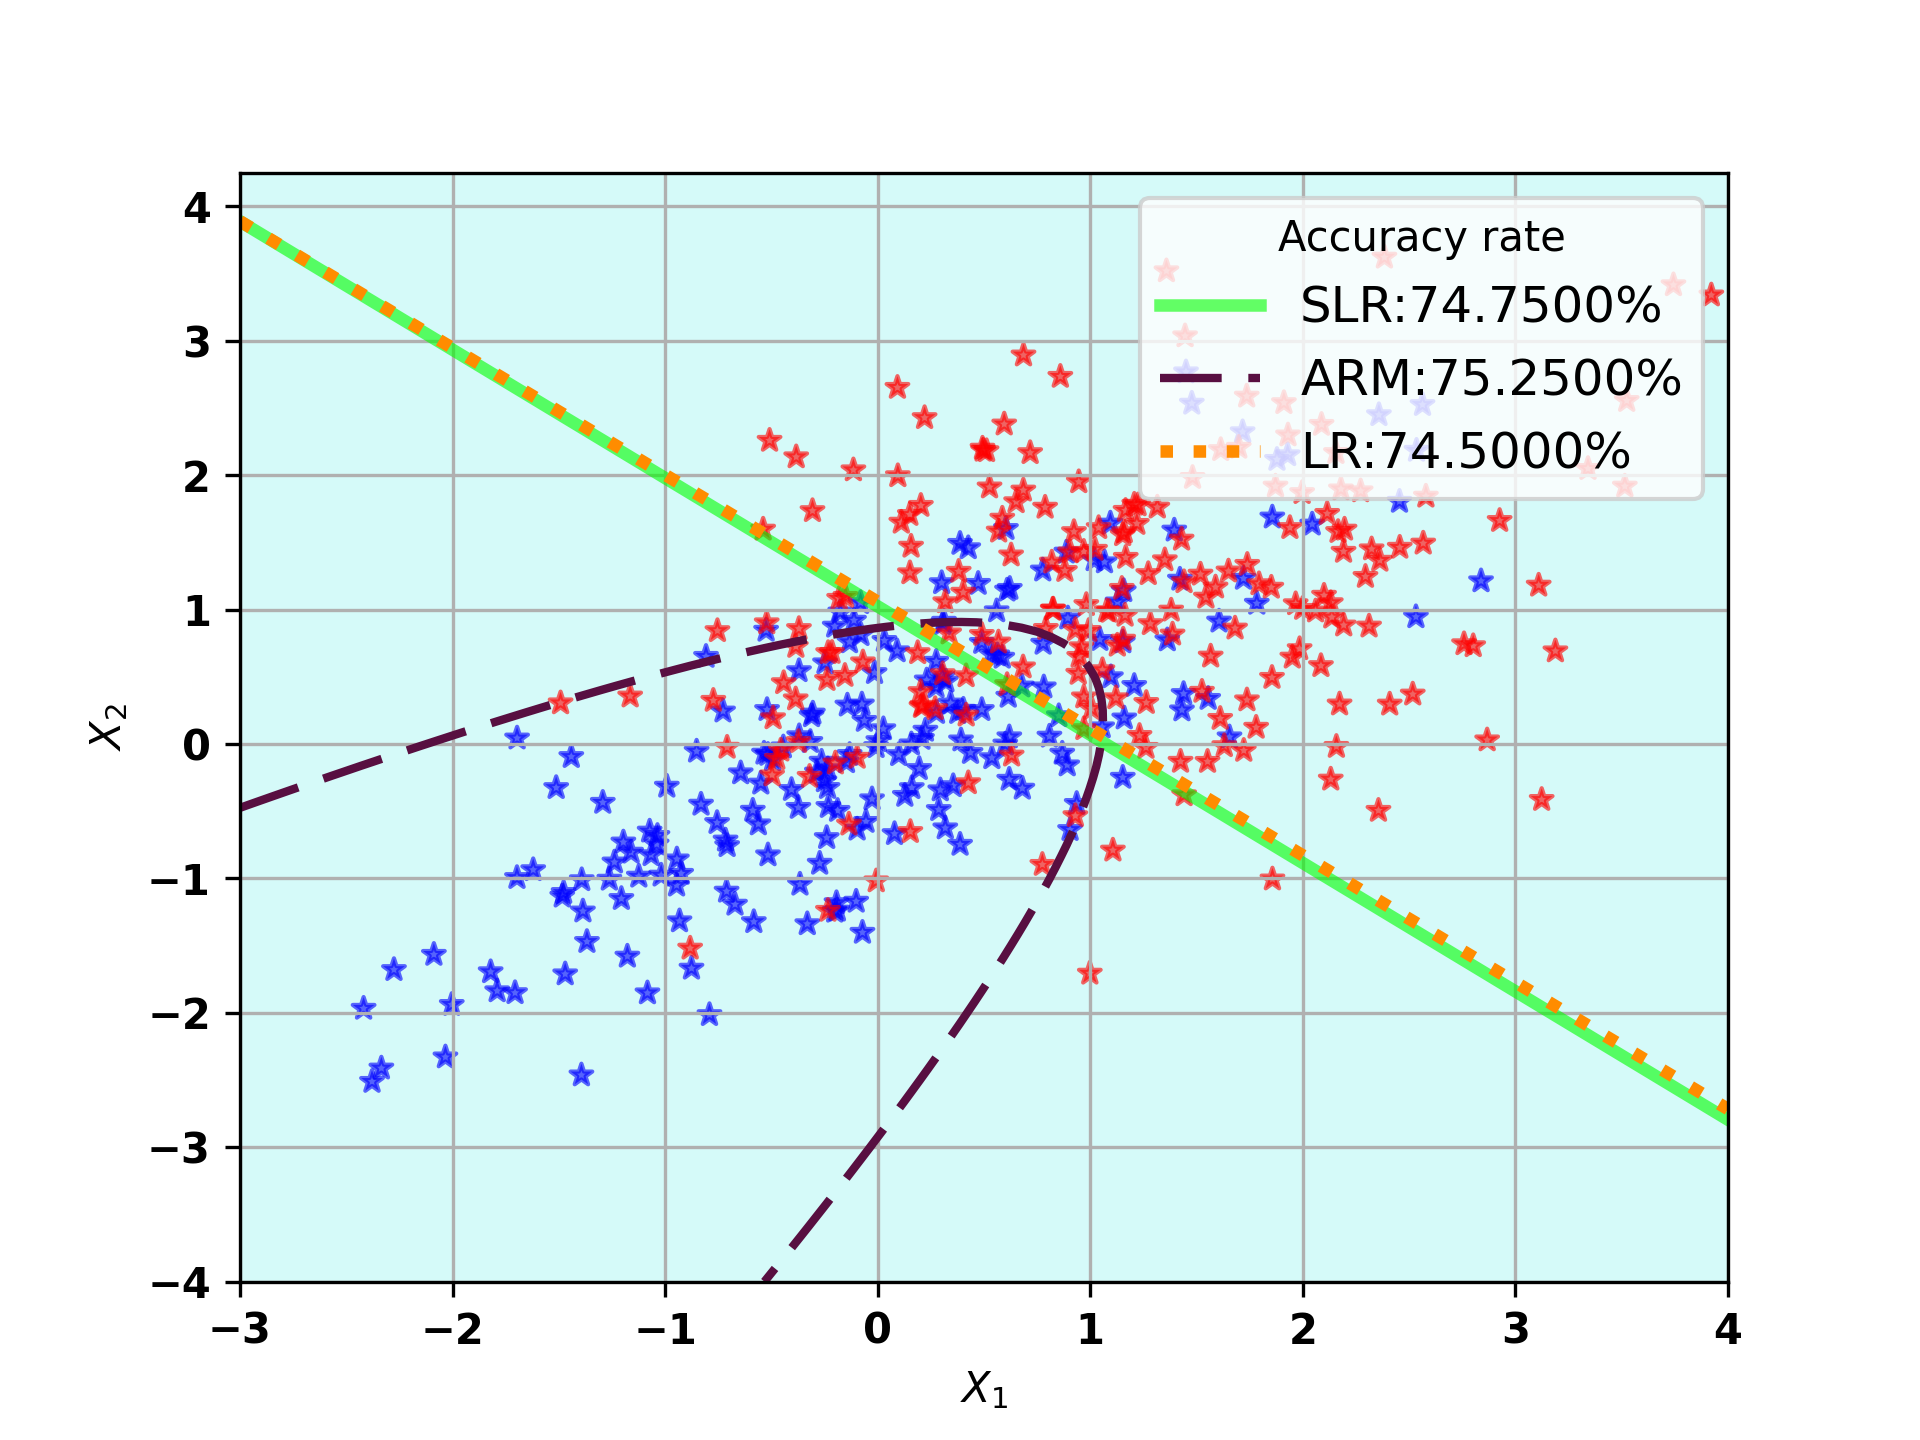 Accuracy rate
SLR:74.7500%
ARM:75.2500%
LR:74.5000%
4
3
2
1
0
−1
−2
−3
−4
X₂
−3 −2 −1 0 1 2 3 4
X₁